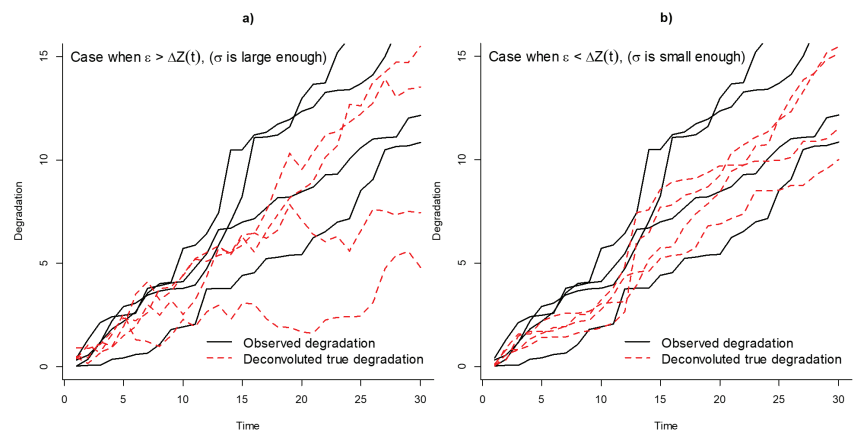 a)
Case when ε > ΔZ(t), (σ is large enough)
15
10
5
0
Degradation
Observed degradation
Deconvoluted true degradation
0 5 10 15 20 25 30
Time
b)
Case when ε < ΔZ(t), (σ is small enough)
15
10
5
0
Degradation
Observed degradation
Deconvoluted true degradation
0 5 10 15 20 25 30
Time